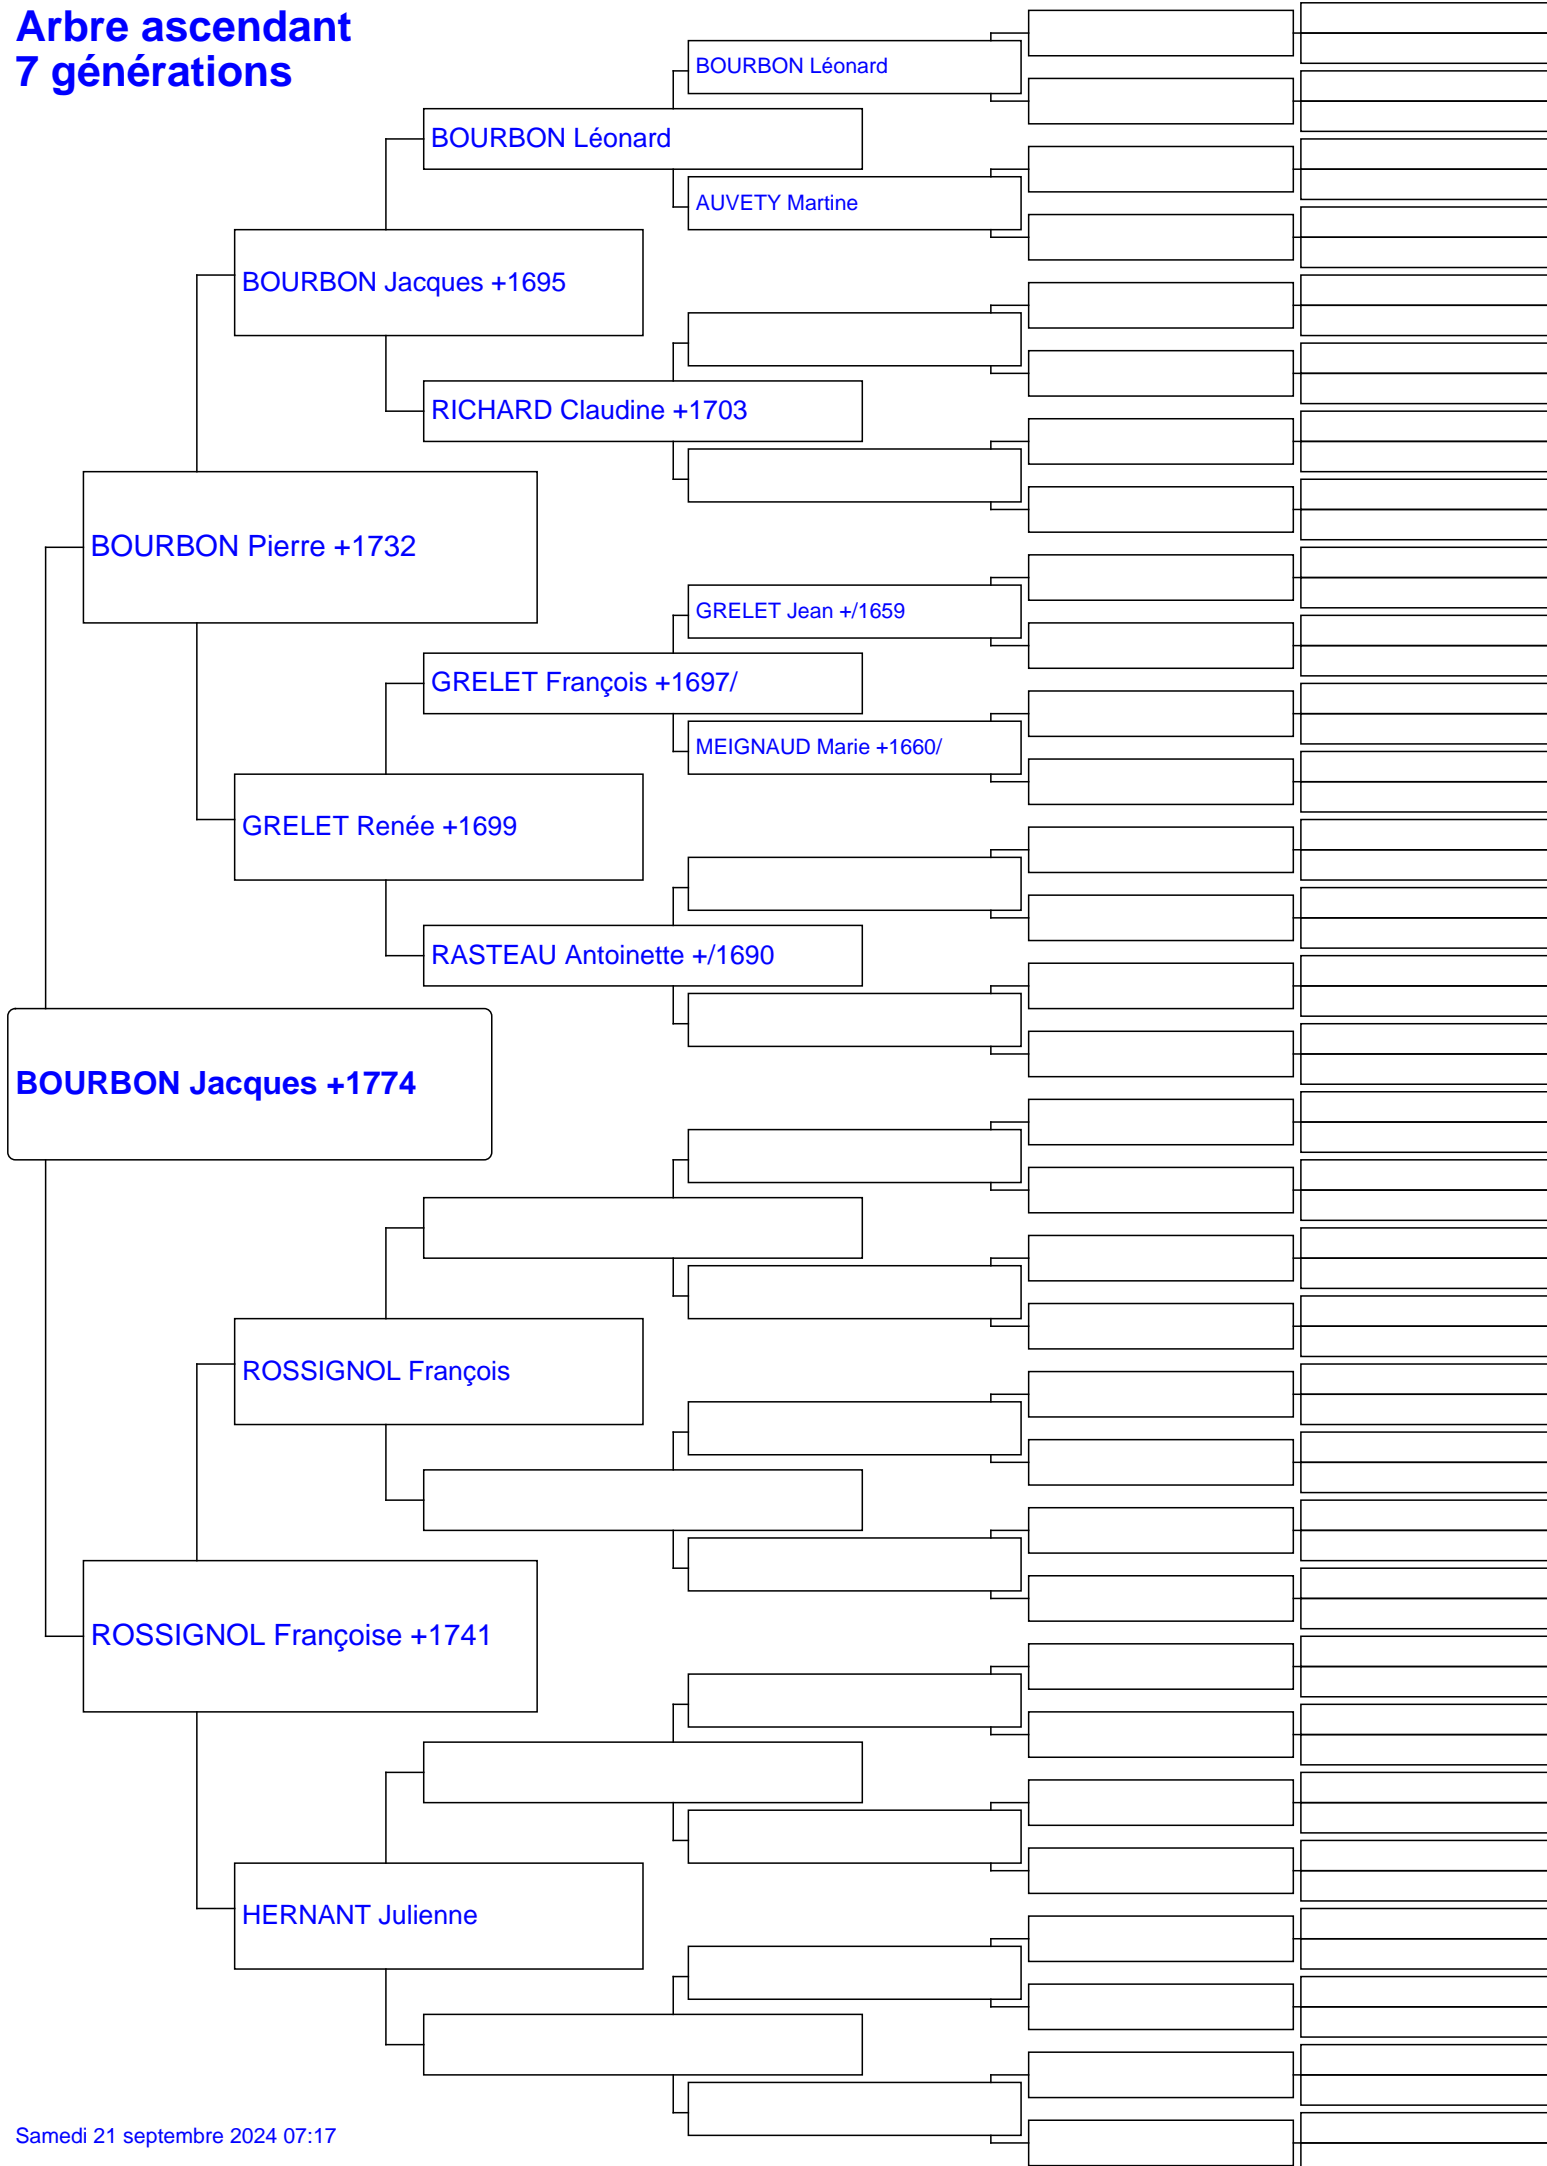 Arbre ascendant
7 générations
BOURBON Léonard
BOURBON Léonard
AUVETY Martine
BOURBON Jacques +1695
RICHARD Claudine +1703
BOURBON Pierre +1732
GRELET Jean +/1659
GRELET François +1697/
MEIGNAUD Marie +1660/
GRELET Renée +1699
RASTEAU Antoinette +/1690
BOURBON Jacques +1774
ROSSIGNOL François
ROSSIGNOL Françoise +1741
HERNANT Julienne
Samedi 21 septembre 2024 07:17